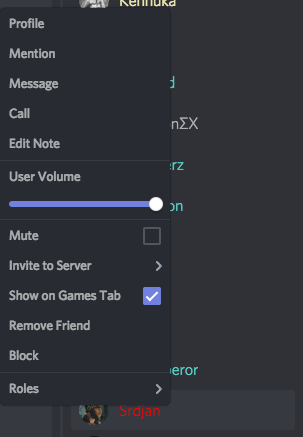 Kennuka
Profile
Mention
Message
d
Call
nΣX
Edit Note
erz
User Volume
on
Mute
Invite to Server
Show on Games Tab
Remove Friend
Block
peror
Roles
Srdjan